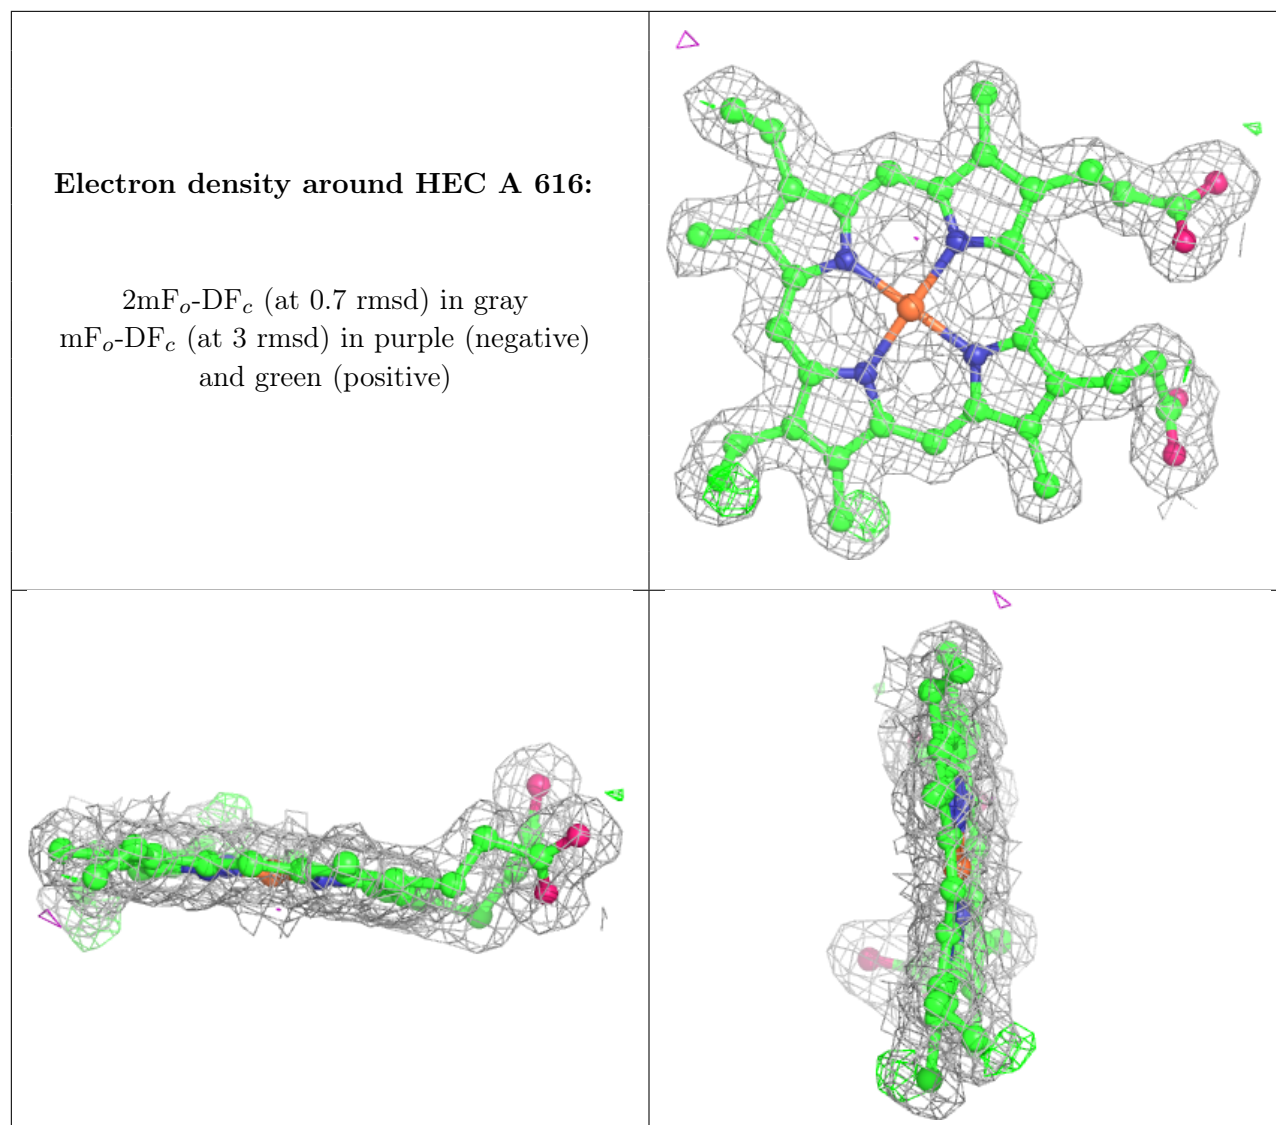 Electron density around HEC A 616:
2mFₒ-DF𝒸 (at 0.7 rmsd) in gray
mFₒ-DF𝒸 (at 3 rmsd) in purple (negative)
and green (positive)